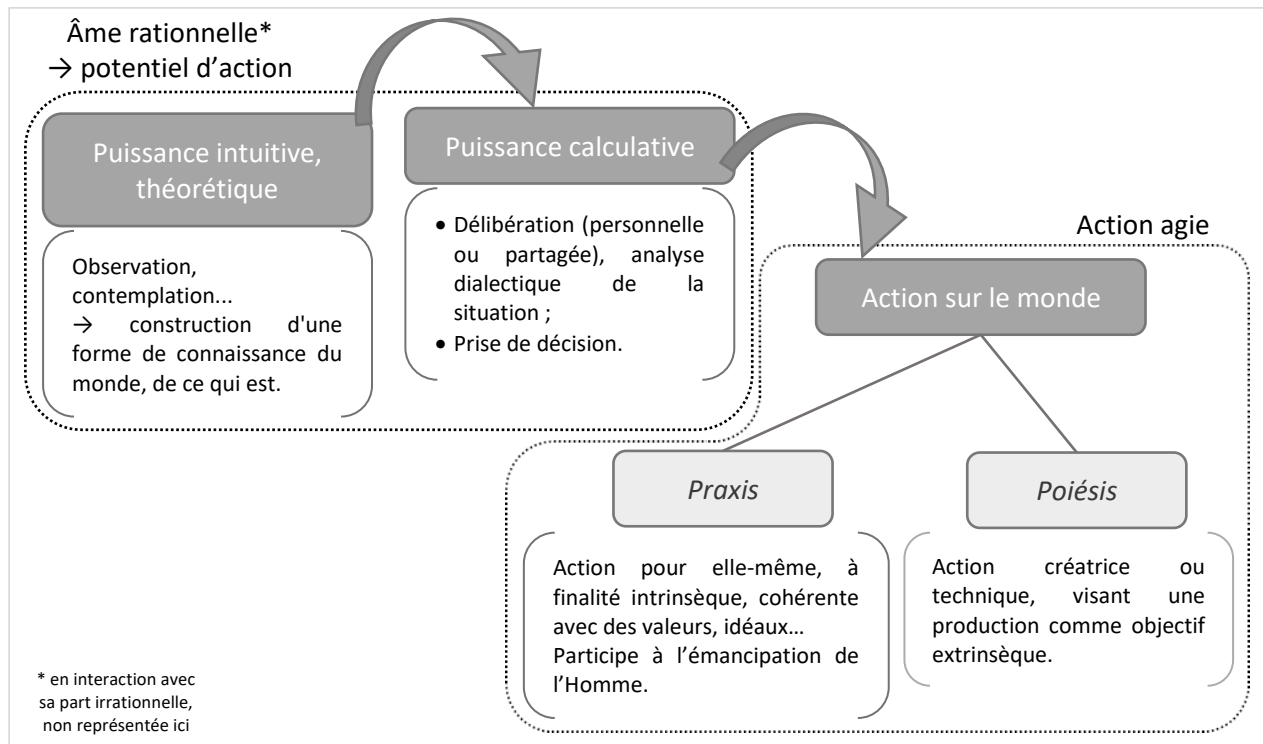 Âme rationnelle*
→ potentiel d’action
Puissance intuitive,
théorétique
Observation,
contemplation...
→ construction d'une
forme de connaissance du
monde, de ce qui est.
Puissance calculative
• Délibération (personnelle
ou partagée), analyse
dialectique de la
situation ;
• Prise de décision.
Action agie
Action sur le monde
Praxis
Action pour elle-même, à
finalité intrinsèque, cohérente
avec des valeurs, idéaux…
Participe à l’émancipation de
l’Homme.
Poiésis
Action créatrice ou
technique, visant une
production comme objectif
extrinsèque.
* en interaction avec
sa part irrationnelle,
non représentée ici